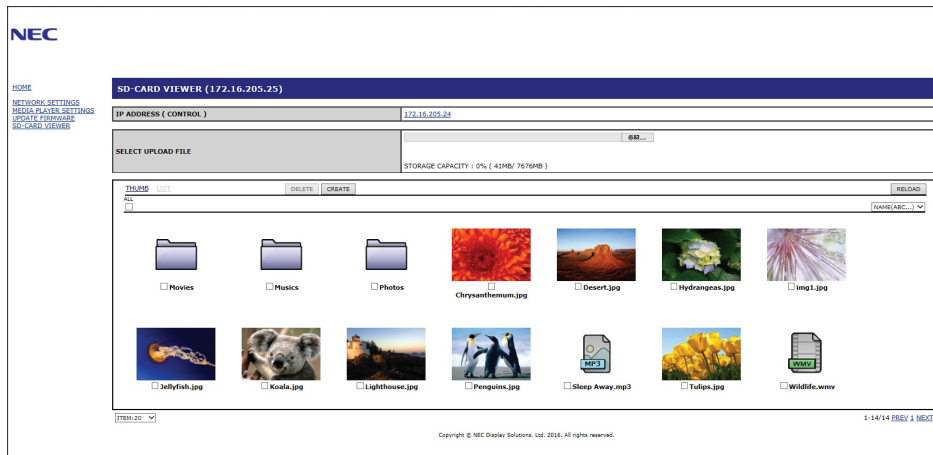 NEC
HOME
NETWORK SETTINGS
MEDIA PLAYER SETTINGS
UPDATE FIRMWARE
SD-CARD VIEWER
SD-CARD VIEWER (172.16.205.25)
IP ADDRESS ( CONTROL ) 172.16.205.24
SELECT UPLOAD FILE 参照...
STORAGE CAPACITY : 0% ( 41MB/ 7676MB )
THUMB LIST DELETE CREATE RELOAD
ALL
NAME(ABC...)
Movies Musics Photos Chrysanthemum.jpg Desert.jpg Hydrangeas.jpg img1.jpg
MP3 WMV
Jellyfish.jpg Koala.jpg Lighthouse.jpg Penguins.jpg Sleep Away.mp3 Tulips.jpg Wildlife.wmv
ITEM:20 1-14/14 PREV 1 NEXT
Copyright © NEC Display Solutions, Ltd. 2016. All rights reserved.